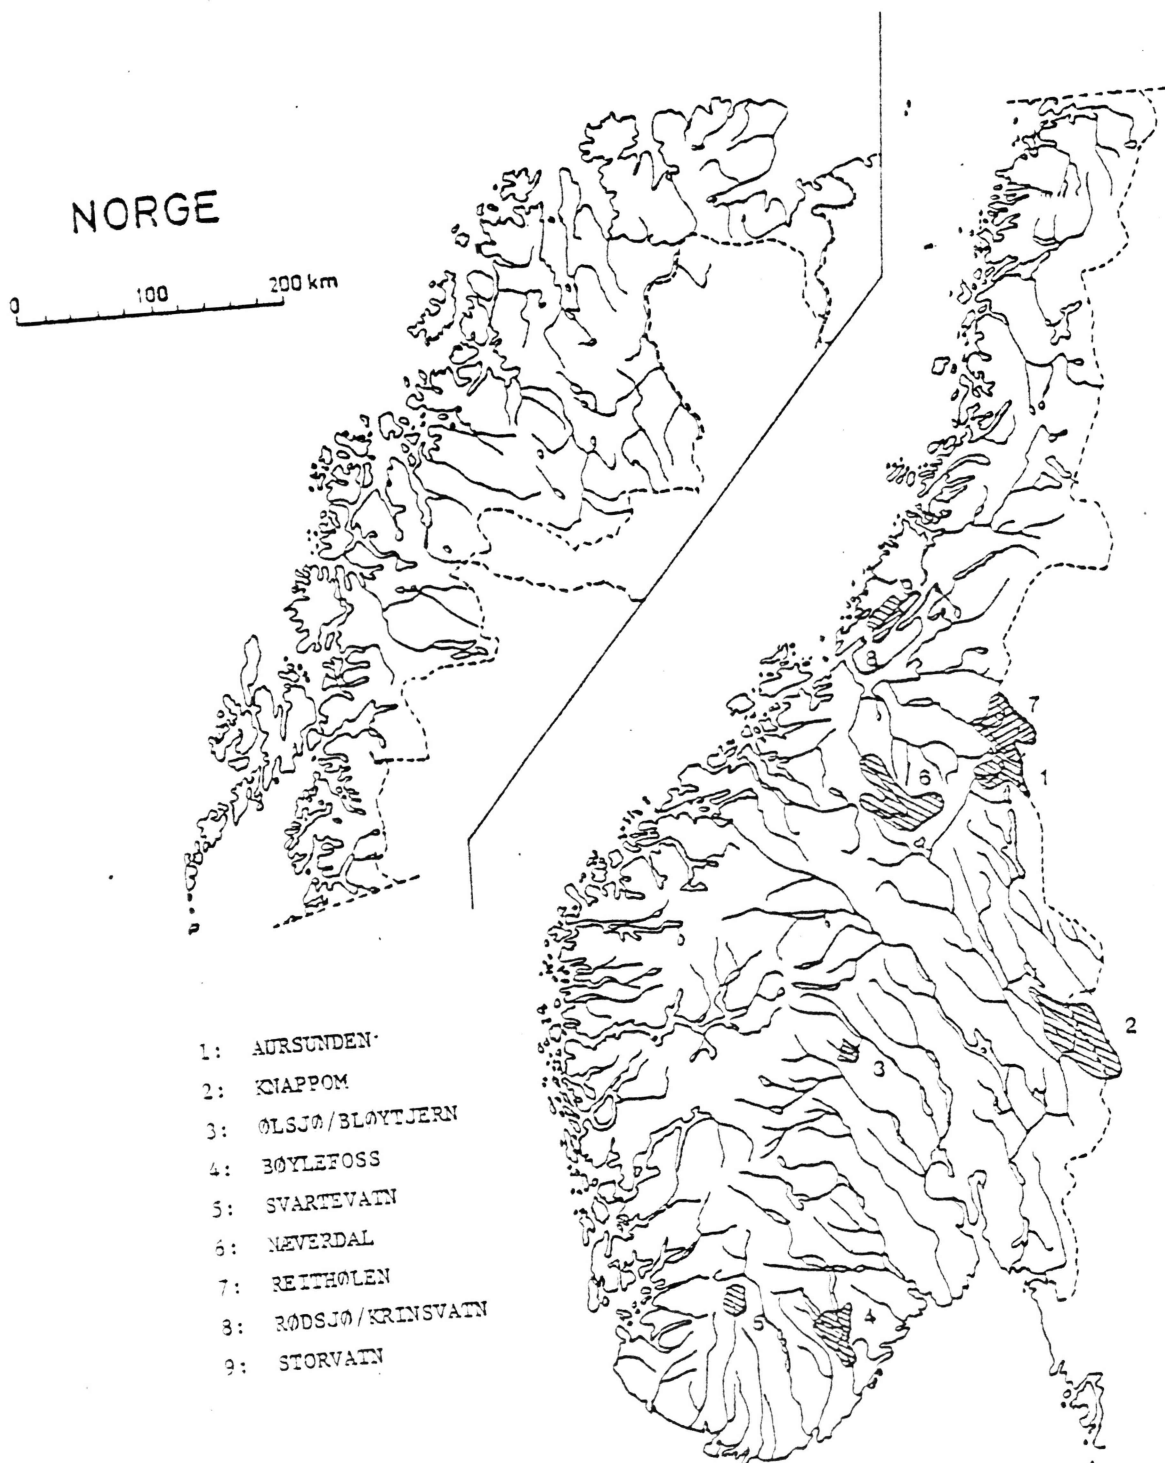 NORGE
0 100 200 km
7
6 1
8
2
3
5 4
1: AURSUNDEN
2: KNAPPOM
3: ØLSJØ/BLØYTJERN
4: BØYLEFOSS
5: SVARTEVATN
6: NÆVERDAL
7: REITHØLEN
8: RØDSJØ/KRINSVATN
9: STORVATN